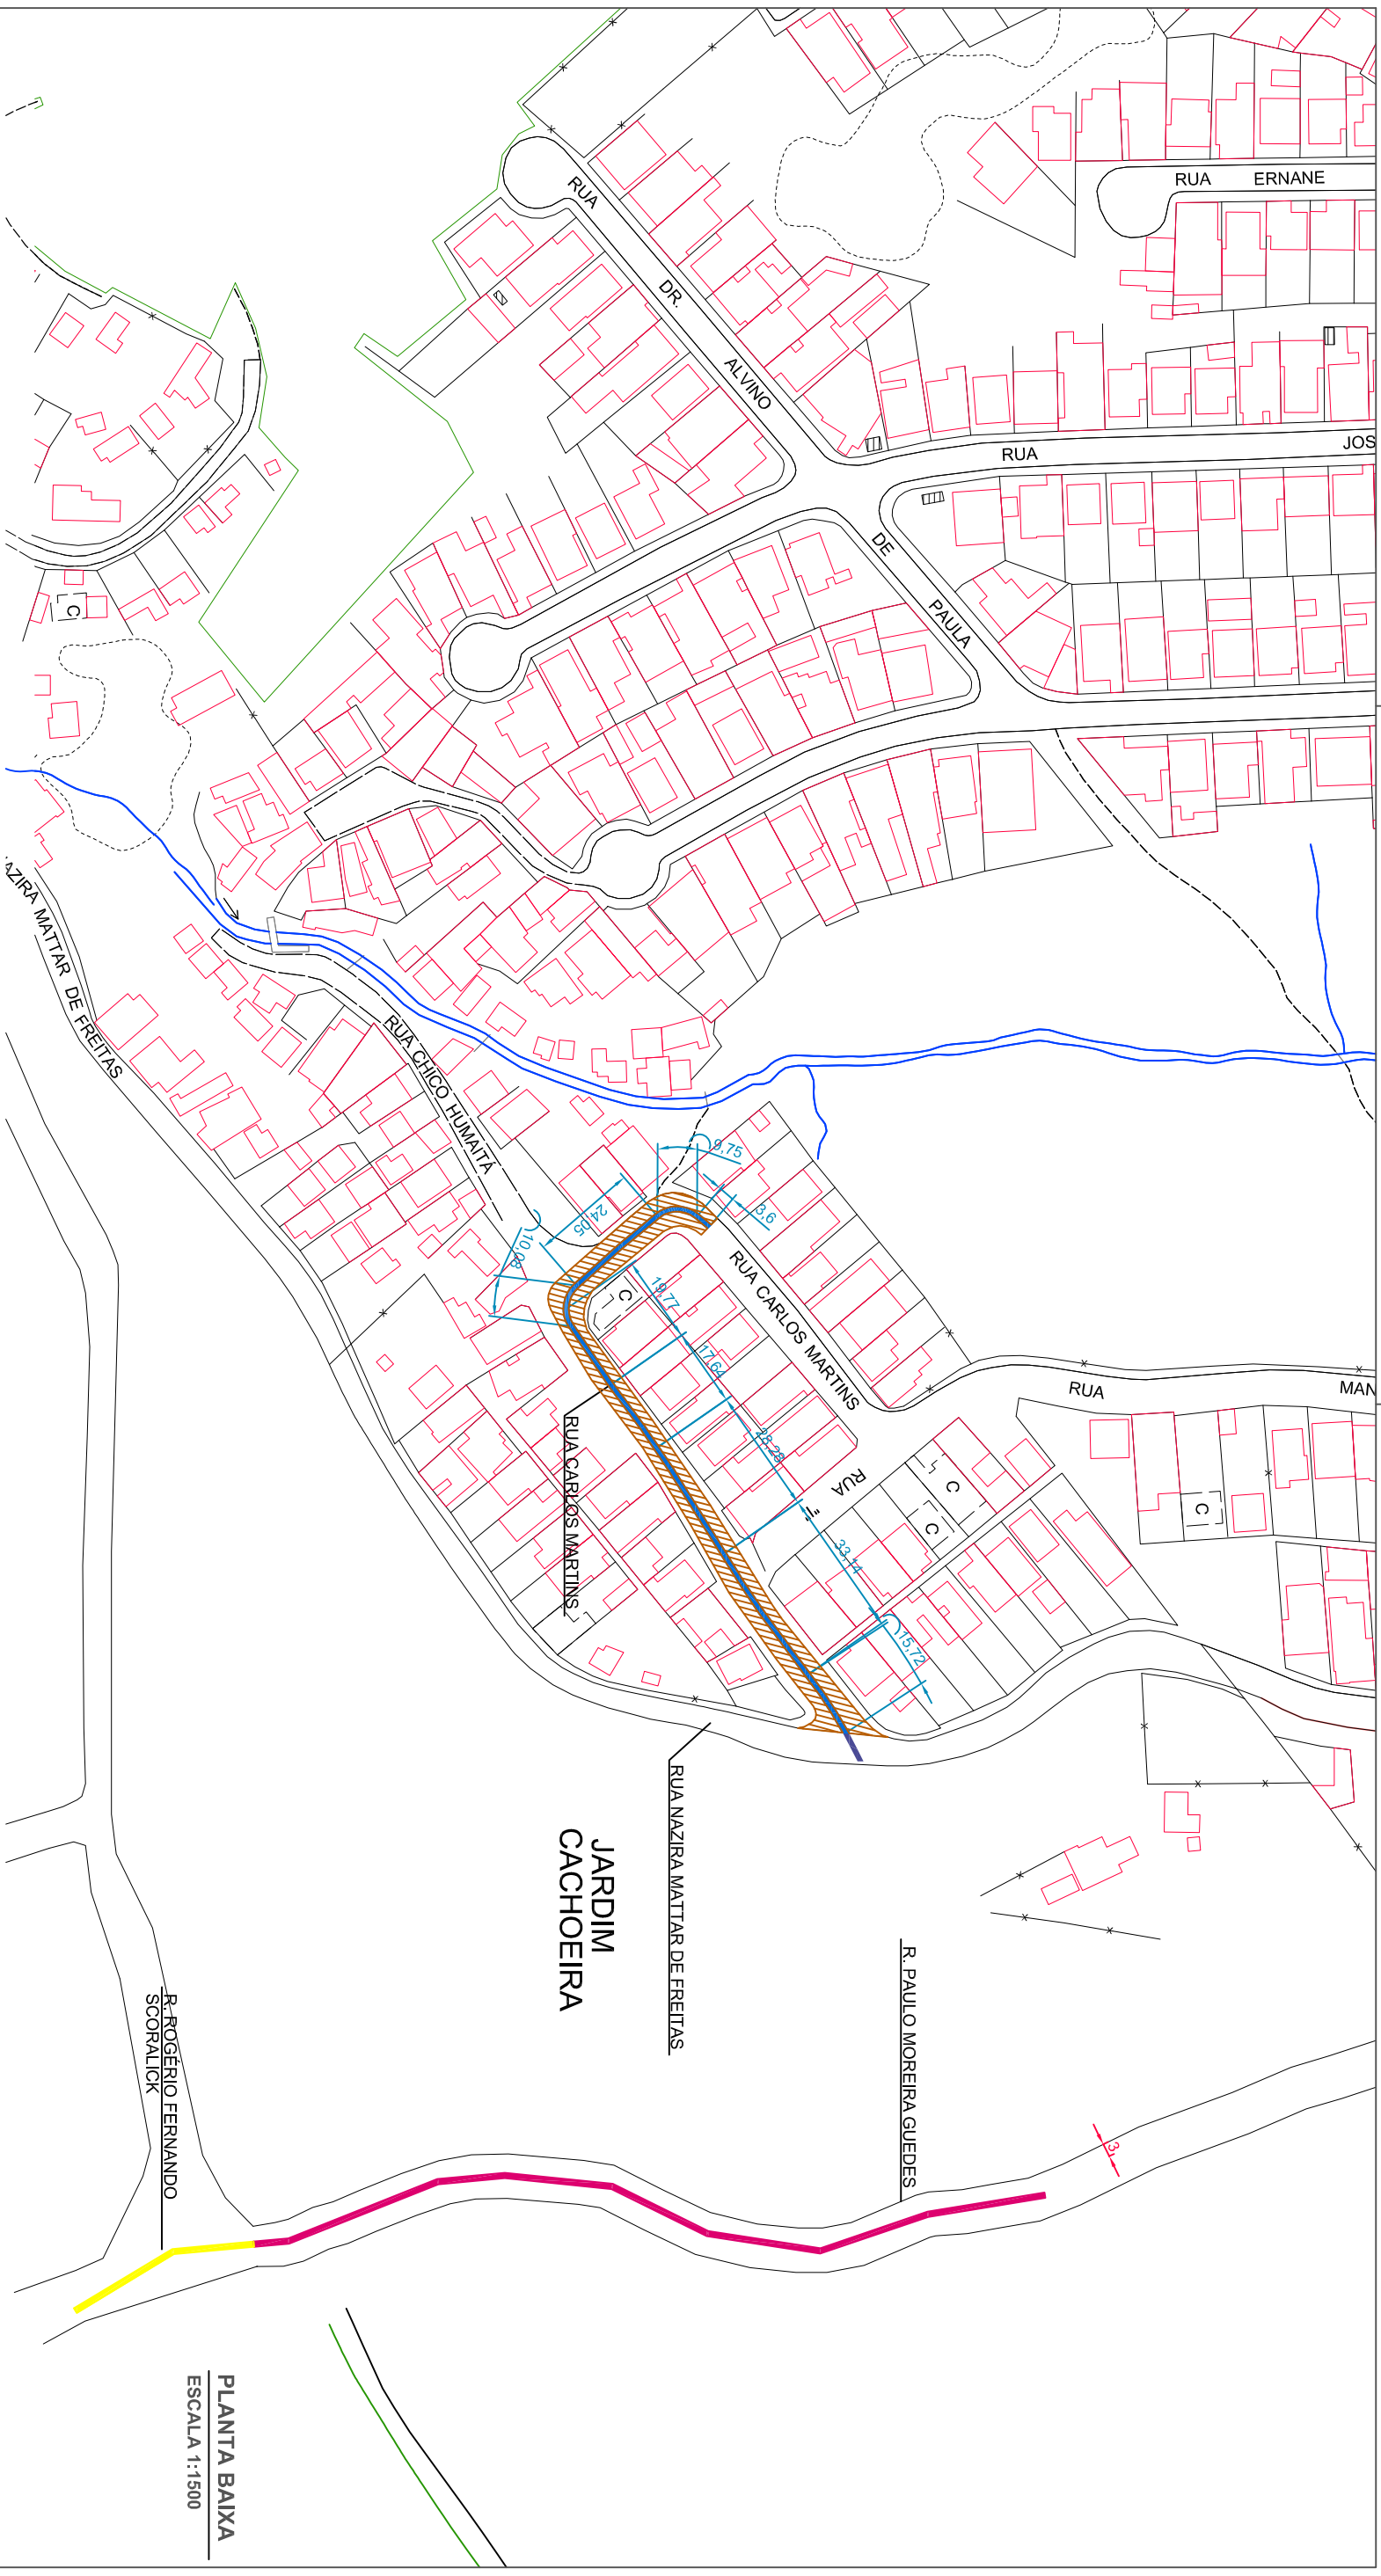 RUA ERNANE
RUA
DR.
ALVINO
RUA JOS
DE
PAULA
C
AZIRA MATTAR DE FREITAS
RUA CHICO HUMAITÁ
9,75
3,6
24,05
10,08
RUA CARLOS MARTINS
C
19,77
17,64
28,28
33,14
15,72
RUA MAN
RUA
C
C
C
RUA CARLOS MARTINS
RUA NAZIRA MATTAR DE FREITAS
JARDIM
CACHOEIRA
R. PAULO MOREIRA GUEDES
R. ROGÉRIO FERNANDO
SCORALICK
3,
PLANTA BAIXA
ESCALA 1:1500